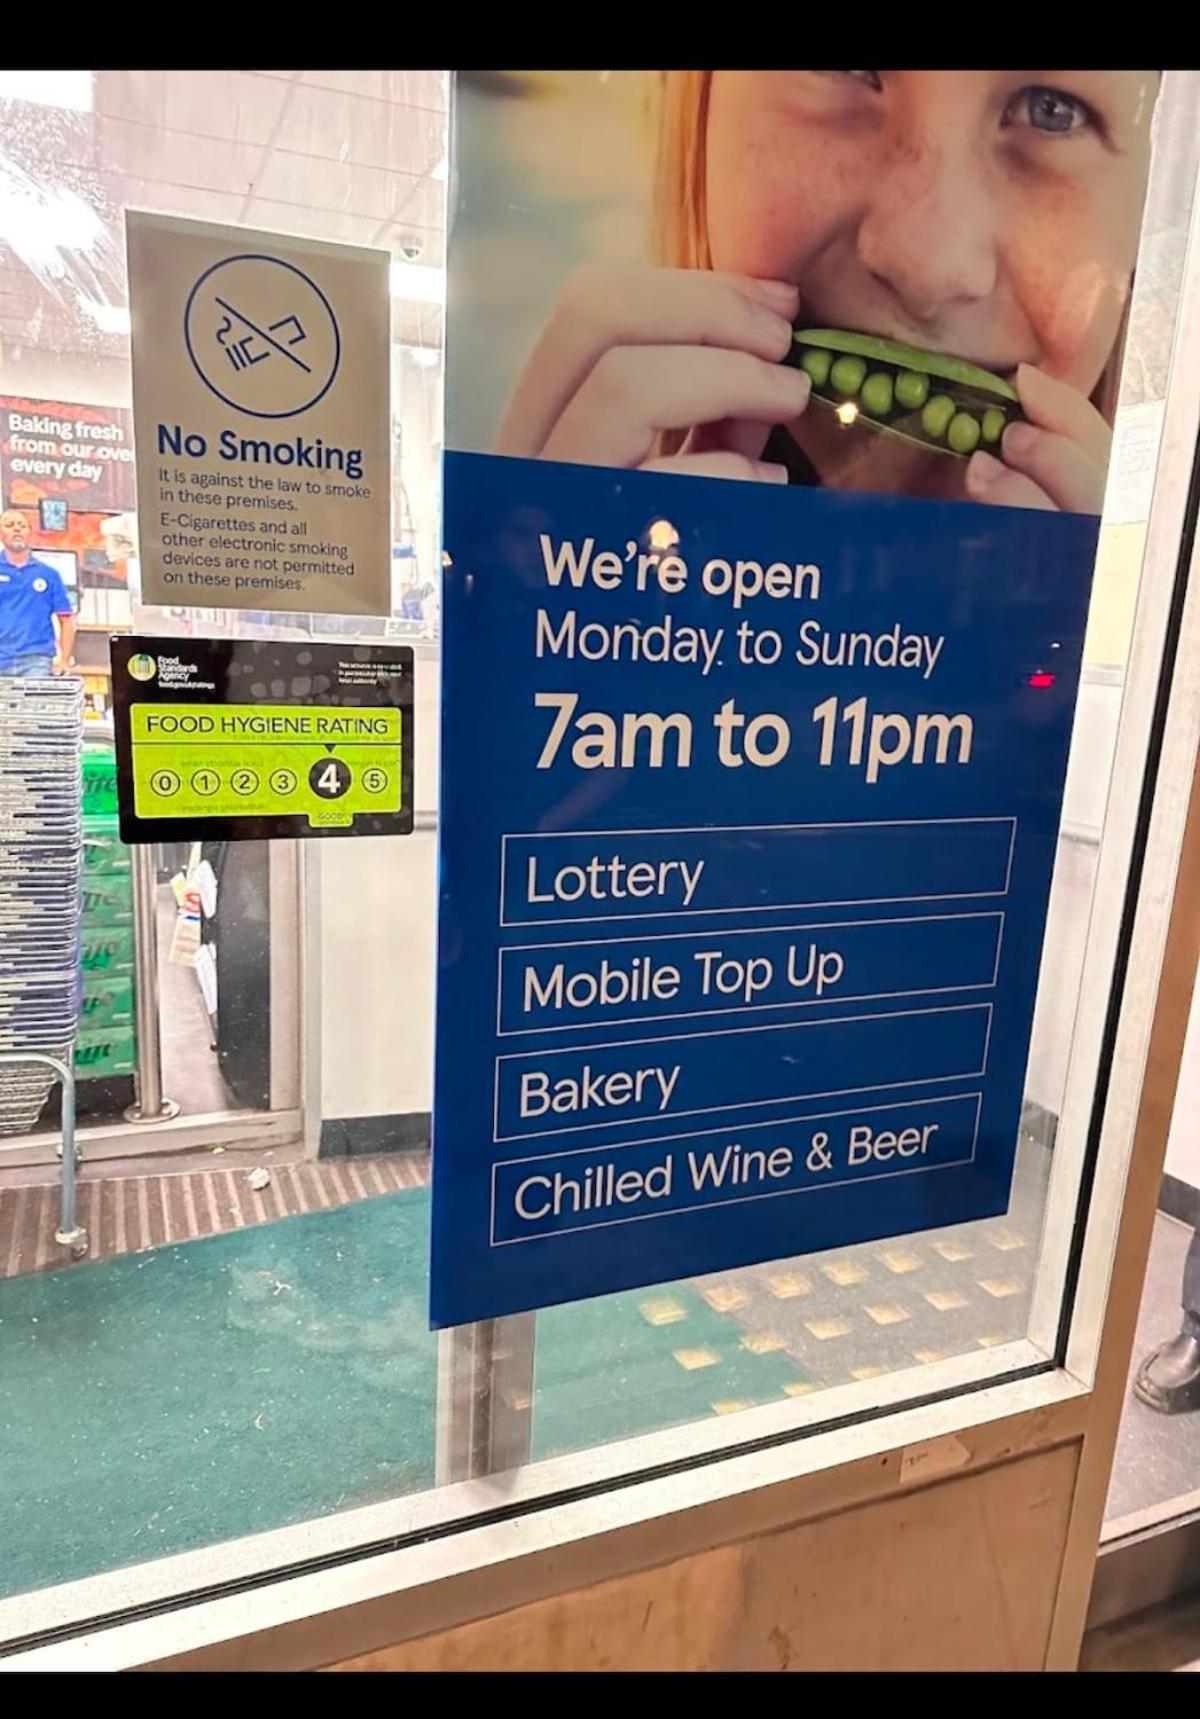 Baking fresh
from our ove
every day
No Smoking
It is against the law to smoke
in these premises.
E-Cigarettes and all
other electronic smoking
devices are not permitted
on these premises.
Food
Standards
Agency
FOOD HYGIENE RATING
0 1 2 3 4 5
GOOD
We're open
Monday to Sunday
7am to 11pm
Lottery
Mobile Top Up
Bakery
Chilled Wine & Beer